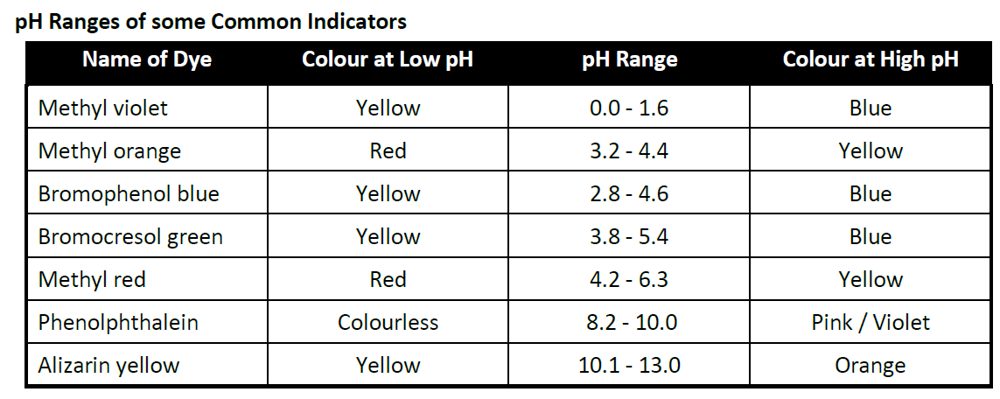 pH Ranges of some Common Indicators
Name of Dye Colour at Low pH pH Range Colour at High pH
Methyl violet Yellow 0.0 - 1.6 Blue
Methyl orange Red 3.2 - 4.4 Yellow
Bromophenol blue Yellow 2.8 - 4.6 Blue
Bromocresol green Yellow 3.8 - 5.4 Blue
Methyl red Red 4.2 - 6.3 Yellow
Phenolphthalein Colourless 8.2 - 10.0 Pink / Violet
Alizarin yellow Yellow 10.1 - 13.0 Orange